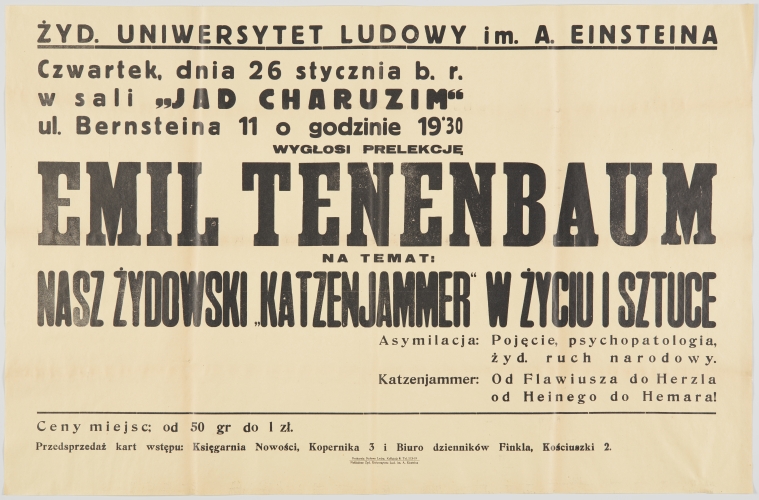 ŻYD. UNIWERSYTET LUDOWY im. A. EINSTEINA
Czwartek, dnia 26 stycznia b. r.
w sali „JAD CHARUZIM“
ul. Bernsteina 11 o godzinie 19·30
WYGŁOSI PRELEKCJĘ
EMIL TENENBAUM
NA TEMAT:
NASZ ŻYDOWSKI „KATZENJAMMER“ W ŻYCIU I SZTUCE
Asymilacja: Pojęcie, psychopatologia,
żyd. ruch narodowy.
Katzenjammer: Od Flawiusza do Herzla
od Heinego do Hemara!
Ceny miejsc: od 50 gr do 1 zł.
Przedsprzedaż kart wstępu: Księgarnia Nowości, Kopernika 3 i Biuro dzienników Finkla, Kościuszki 2.